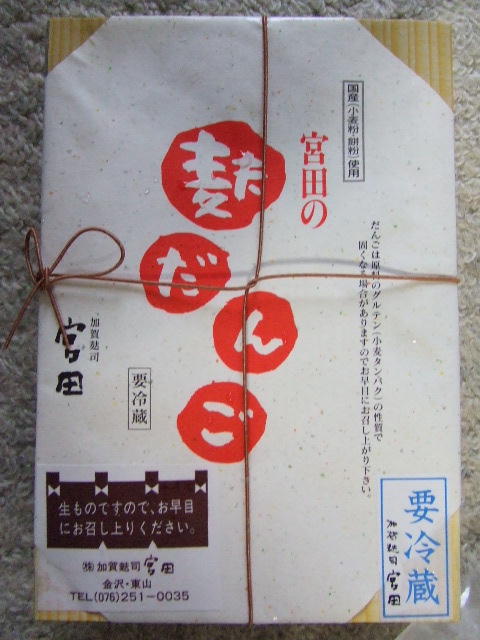 国産(小麦粉・餅粉)使用
宮田の
麩だんご
だんごは原料のグルテン(小麦タンパク)の性質で
固くなる場合がありますのでお早目にお召し上がり下さい。
加賀麩司
宮田
要冷蔵
生ものですので、お早目
にお召し上りください。
㈱加賀麩司 宮田
金沢・東山
TEL(076)251-0035
要冷蔵
加賀麩司 宮田